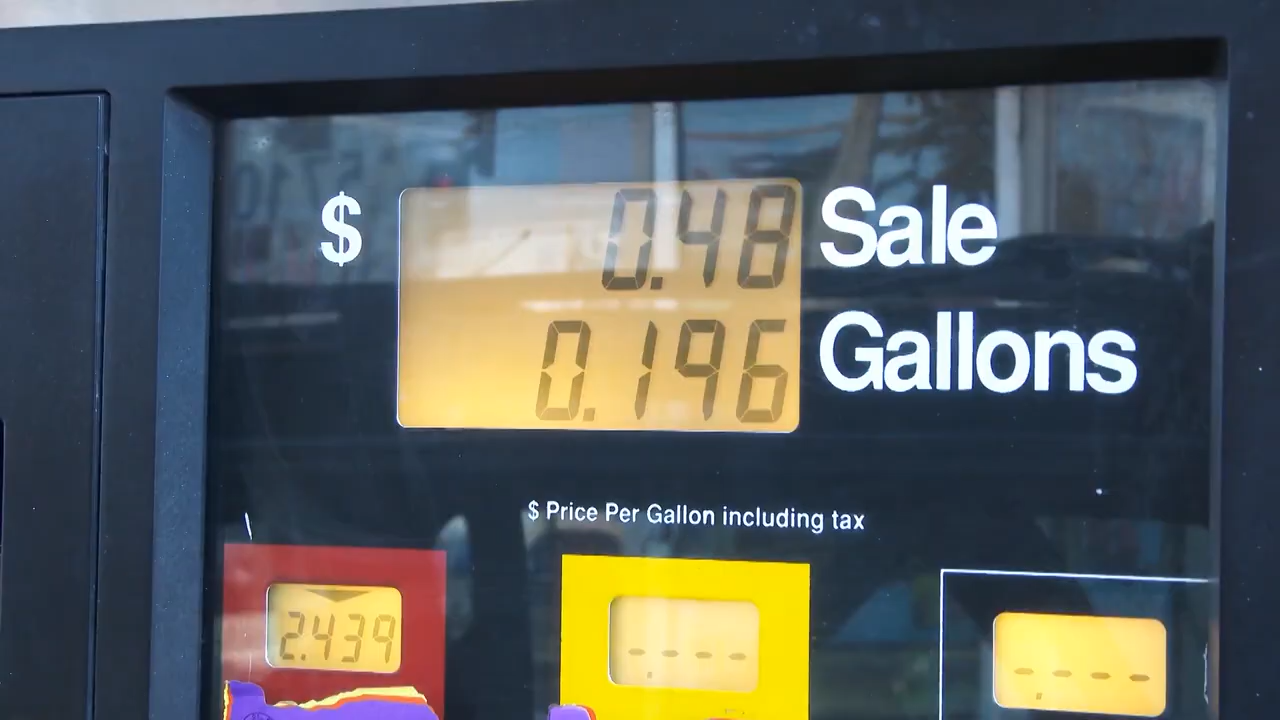 $ 0.48 Sale
0.196 Gallons
$ Price Per Gallon including tax
2.439
-.---
-.---